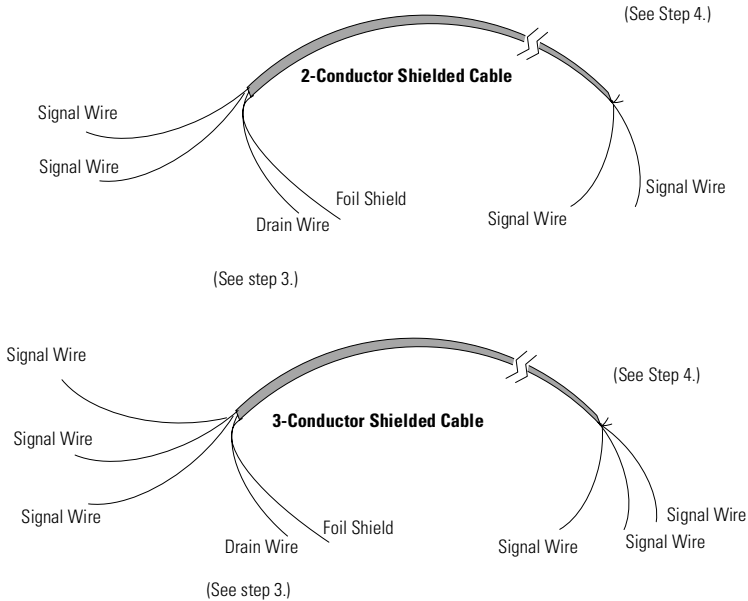 (See Step 4.)
2-Conductor Shielded Cable
Signal Wire
Signal Wire
Signal Wire
Foil Shield
Signal Wire
Drain Wire
(See step 3.)
Signal Wire
(See Step 4.)
3-Conductor Shielded Cable
Signal Wire
Signal Wire
Signal Wire
Foil Shield
Signal Wire
Drain Wire
Signal Wire
(See step 3.)